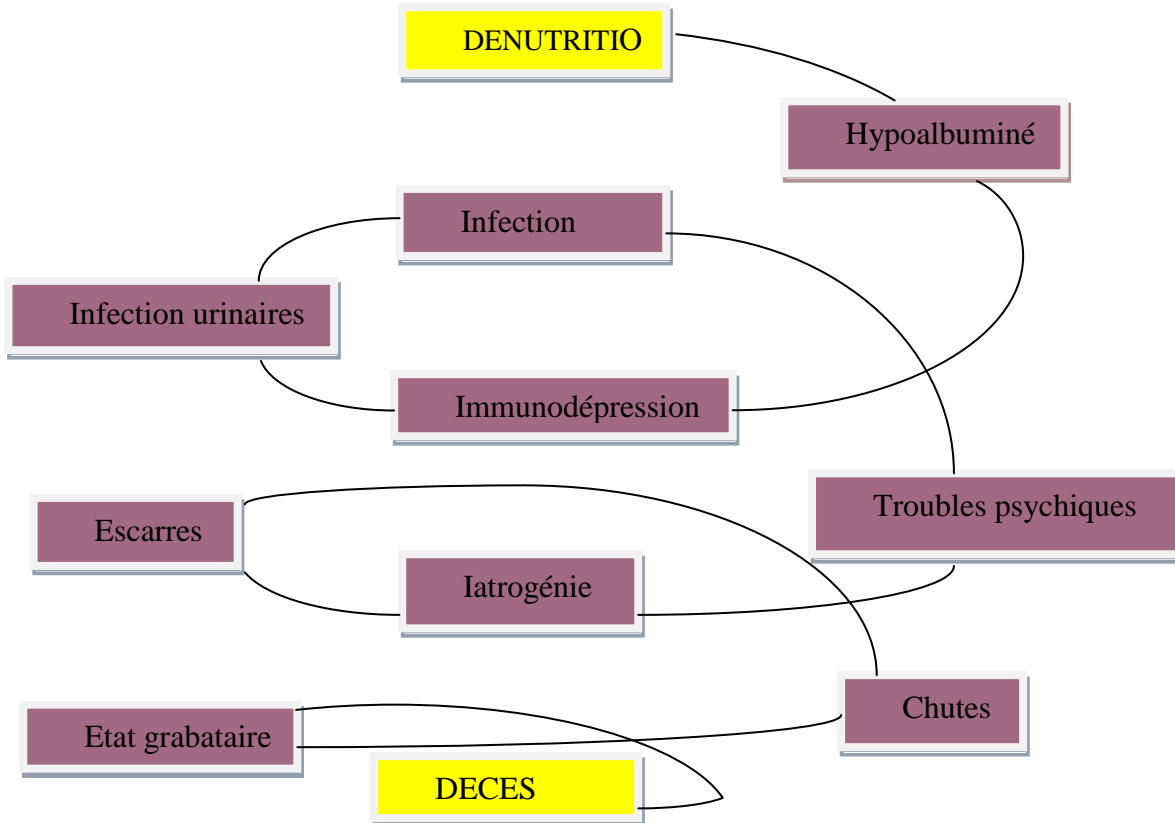 DENUTRITIO
Hypoalbuminé
Infection
Infection urinaires
Immunodépression
Troubles psychiques
Escarres
Iatrogénie
Chutes
Etat grabataire
DECES